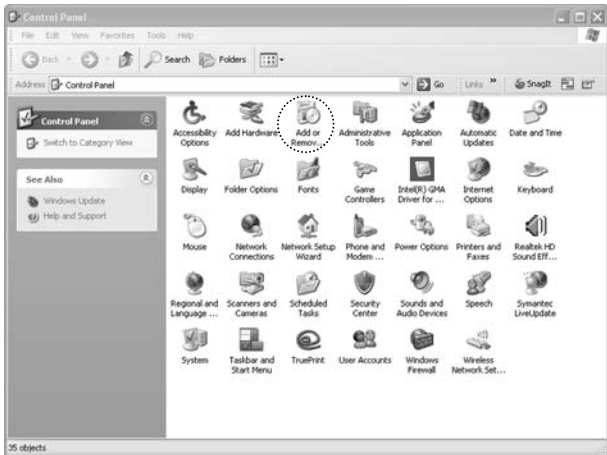 Control Panel
File Edit View Favorites Tools Help
Back Search Folders
Address Control Panel Go Links SnagIt
Control Panel
Switch to Category View
See Also
Windows Update
Help and Support
Accessibility Options
Add Hardware
Add or Remov...
Administrative Tools
Application Panel
Automatic Updates
Date and Time
Display
Folder Options
Fonts
Game Controllers
Intel(R) GMA Driver for ...
Internet Options
Keyboard
Mouse
Network Connections
Network Setup Wizard
Phone and Modem ...
Power Options
Printers and Faxes
Realtek HD Sound Eff...
Regional and Language ...
Scanners and Cameras
Scheduled Tasks
Security Center
Sounds and Audio Devices
Speech
Symantec LiveUpdate
System
Taskbar and Start Menu
TruePrint
User Accounts
Windows Firewall
Wireless Network Set...
35 objects